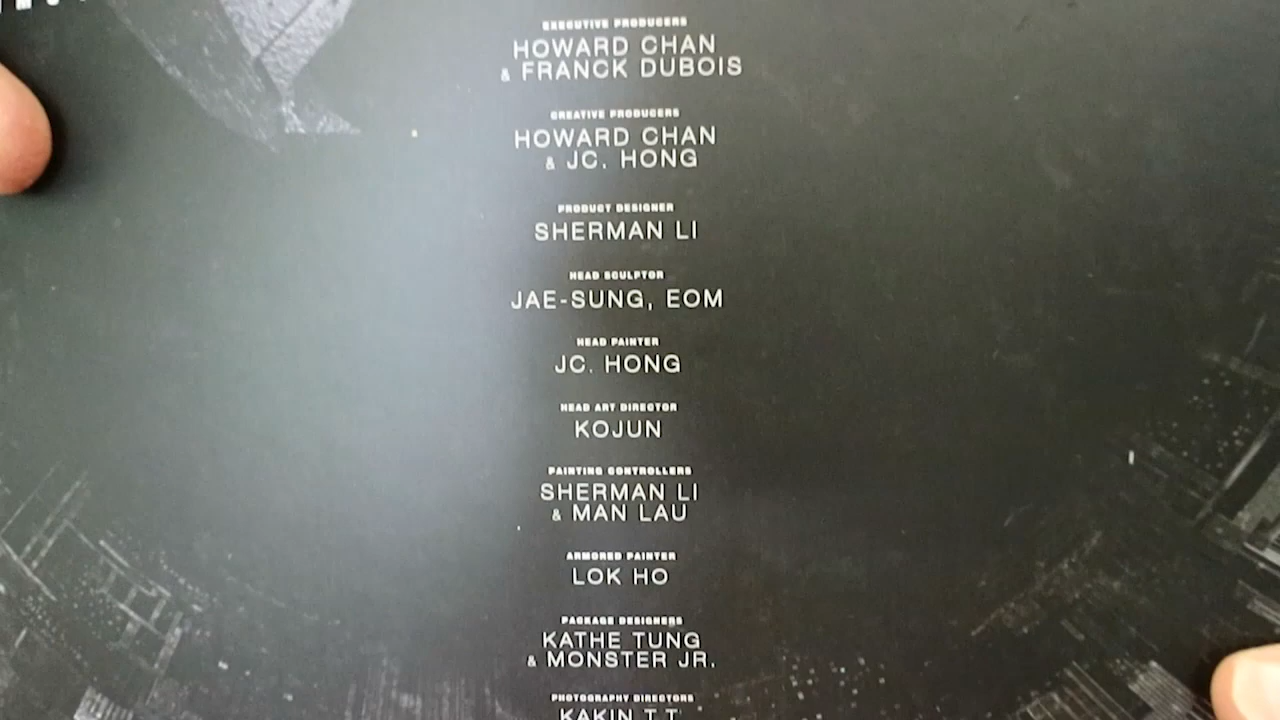 EXECUTIVE PRODUCERS
HOWARD CHAN
& FRANCK DUBOIS
CREATIVE PRODUCERS
HOWARD CHAN
& JC. HONG
PRODUCT DESIGNER
SHERMAN LI
HEAD SCULPTOR
JAE-SUNG, EOM
HEAD PAINTER
JC. HONG
HEAD ART DIRECTOR
KOJUN
PAINTING CONTROLLERS
SHERMAN LI
& MAN LAU
ARMORED PAINTER
LOK HO
PACKAGE DESIGNERS
KATHE TUNG
& MONSTER JR.
PHOTOGRAPHY DIRECTORS
KAKIN T.T.